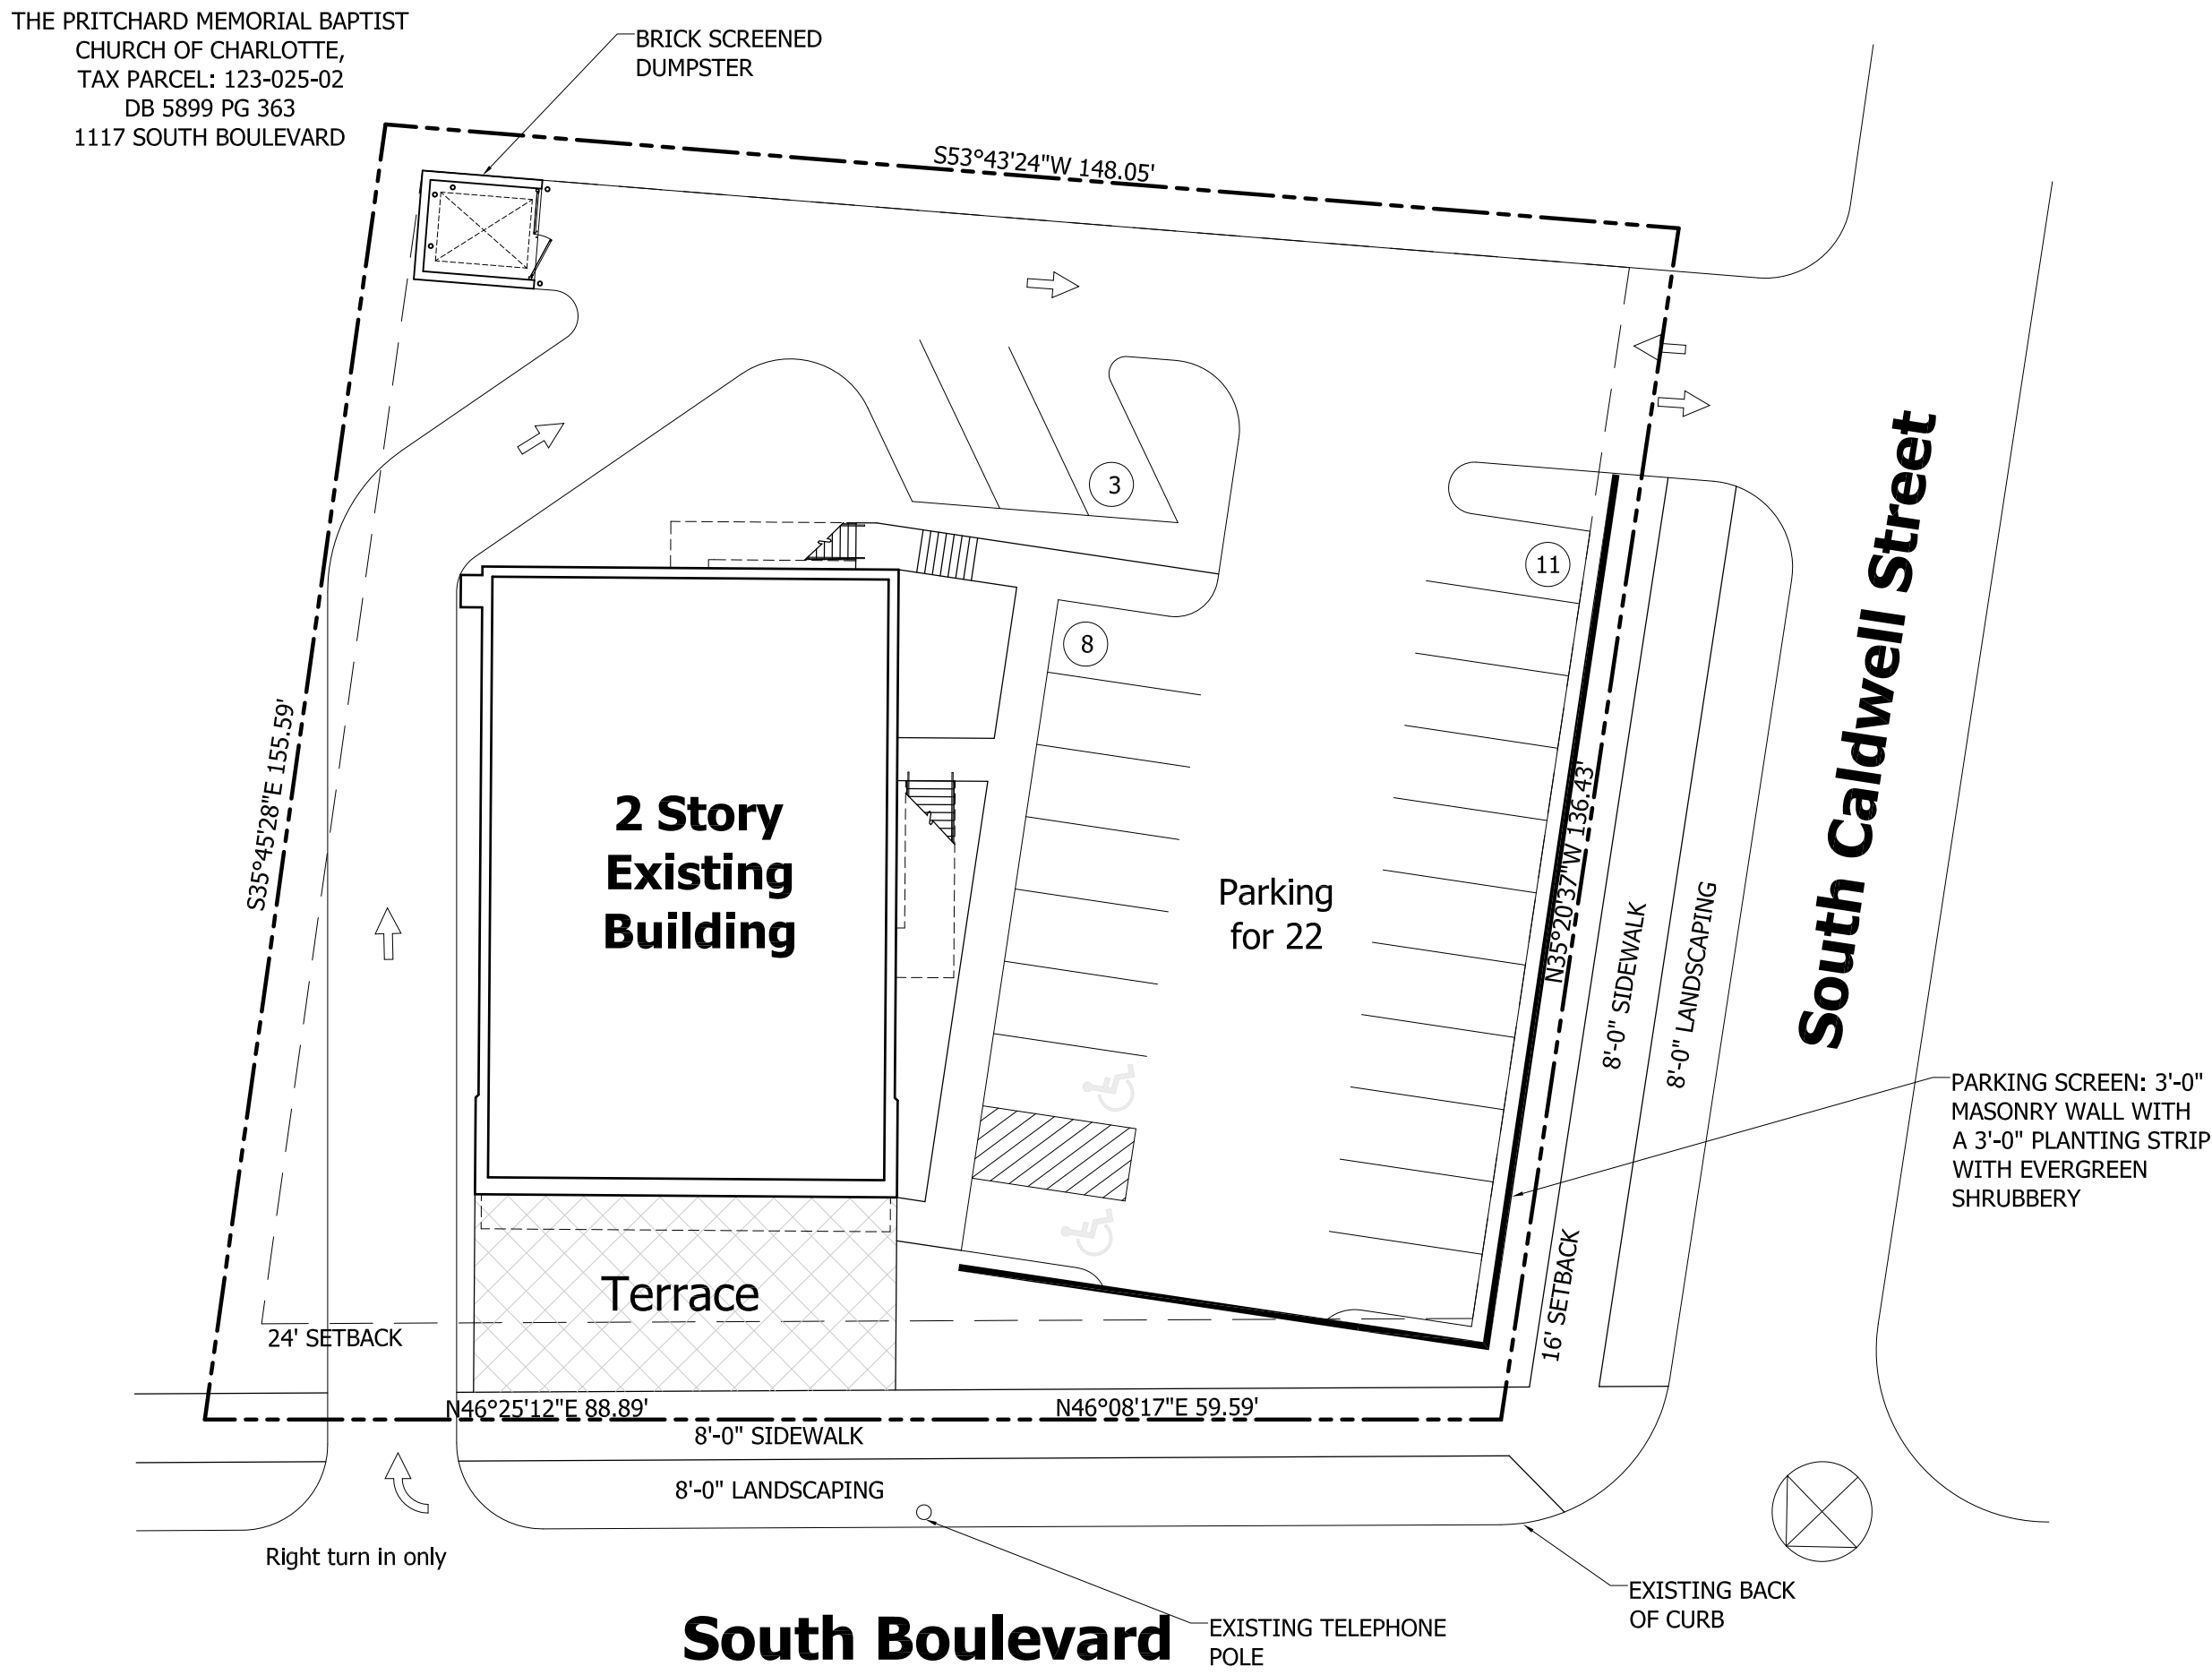 THE PRITCHARD MEMORIAL BAPTIST
CHURCH OF CHARLOTTE,
TAX PARCEL: 123-025-02
DB 5899 PG 363
1117 SOUTH BOULEVARD
BRICK SCREENED
DUMPSTER
S53°43'24"W 148.05'
3
11
8
S35°45'28"E 155.59'
2 Story
Existing
Building
Parking
for 22
N35°20'37"W 136.43'
8'-0" SIDEWALK
8'-0" LANDSCAPING
South Caldwell Street
PARKING SCREEN: 3'-0"
MASONRY WALL WITH
A 3'-0" PLANTING STRIP
WITH EVERGREEN
SHRUBBERY
16' SETBACK
Terrace
24' SETBACK
N46°25'12"E 88.89'
N46°08'17"E 59.59'
8'-0" SIDEWALK
8'-0" LANDSCAPING
Right turn in only
EXISTING BACK
OF CURB
EXISTING TELEPHONE
POLE
South Boulevard